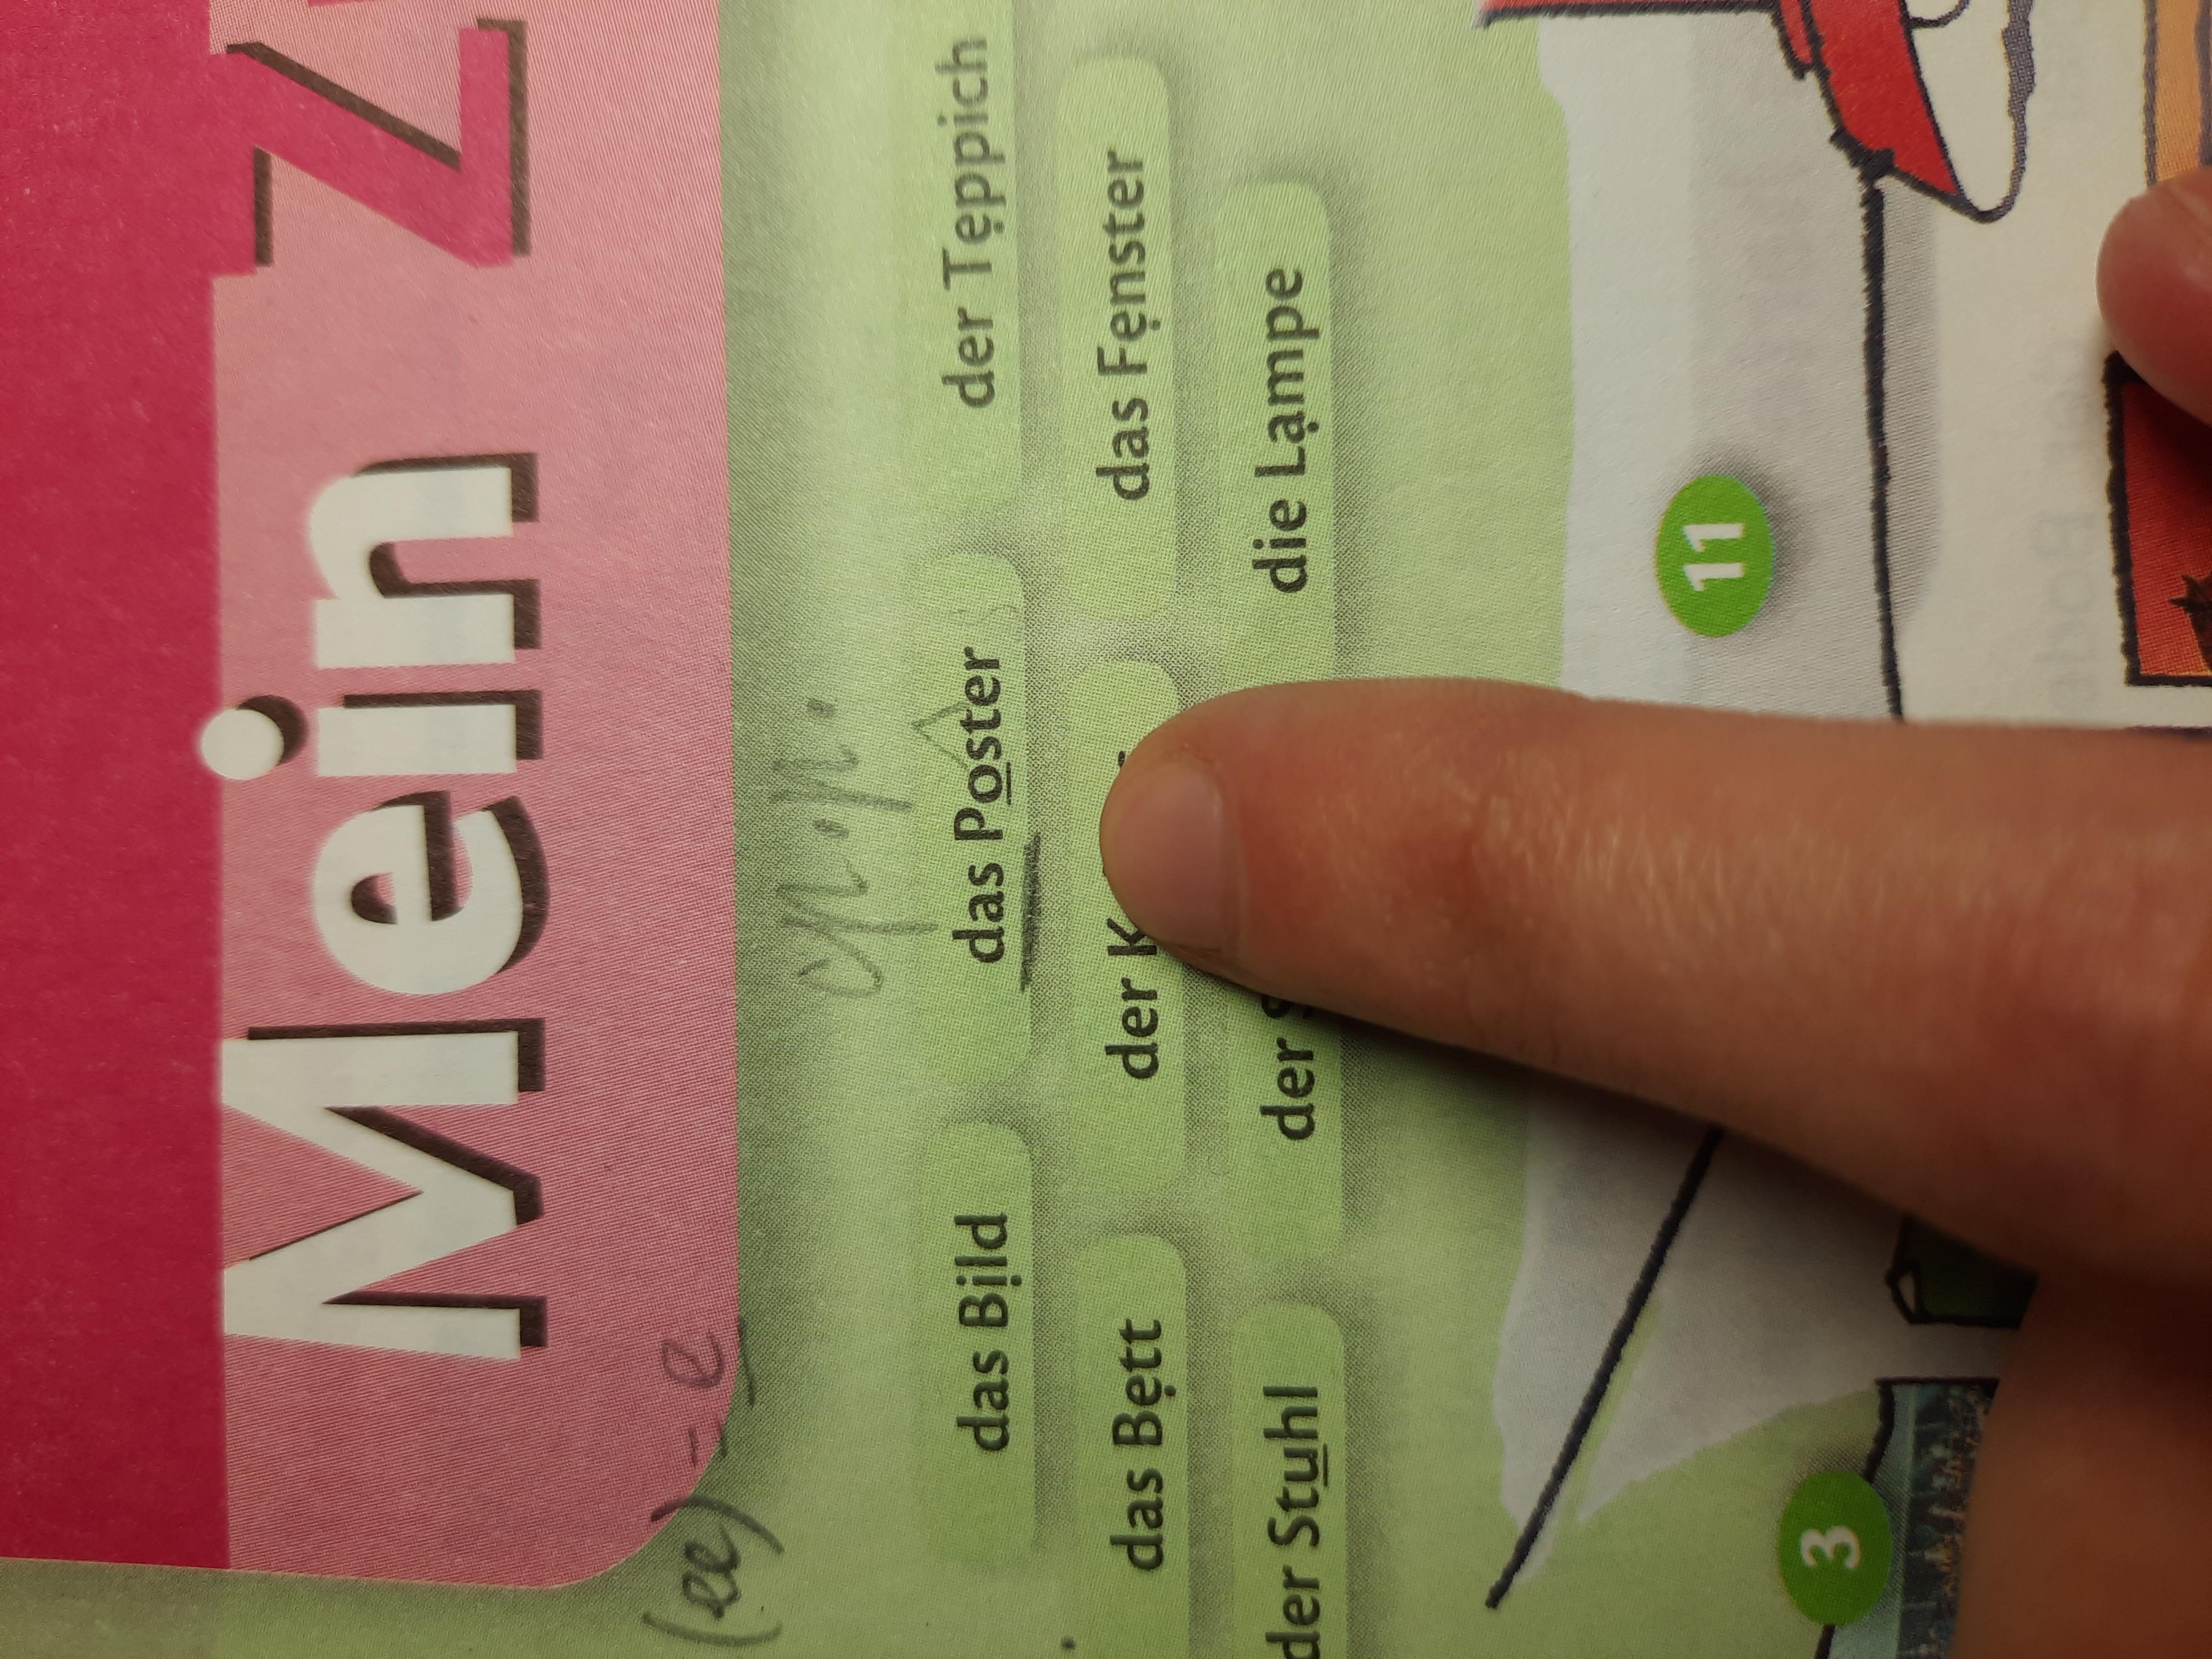 Mein Z
(ee) - e
das Bild das Poster der Teppich
das Bett der K das Fenster
der Stuhl der die Lampe
11
3